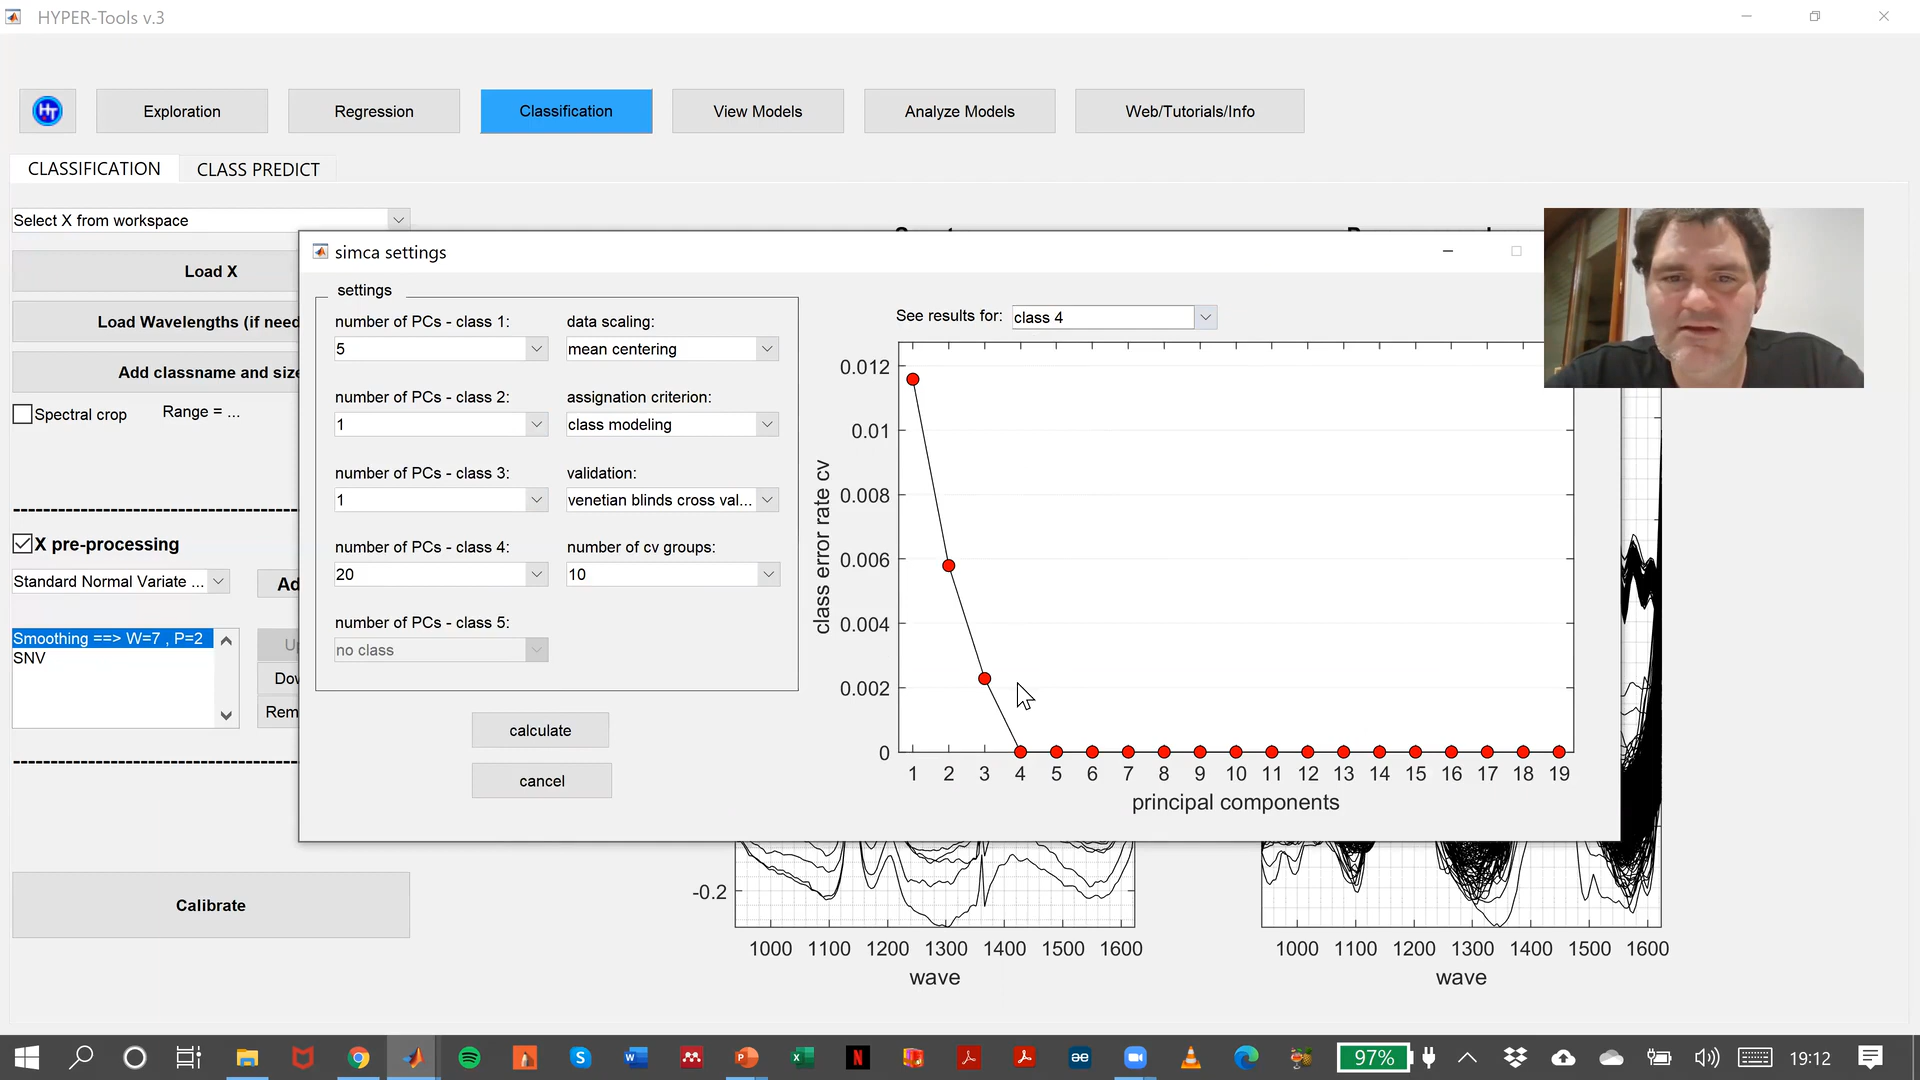 HYPER-Tools v.3
HT
Exploration
Regression
Classification
View Models
Analyze Models
Web/Tutorials/Info
CLASSIFICATION
CLASS PREDICT
Select X from workspace
Load X
Load Wavelengths (if need
Add classname and size
Spectral crop
Range = ...
X pre-processing
Standard Normal Variate ...
Ad
Smoothing ==> W=7 , P=2
SNV
Up
Dow
Rem
Calibrate
simca settings
settings
number of PCs - class 1:
5
number of PCs - class 2:
1
number of PCs - class 3:
1
number of PCs - class 4:
20
number of PCs - class 5:
no class
data scaling:
mean centering
assignation criterion:
class modeling
validation:
venetian blinds cross val...
number of cv groups:
10
calculate
cancel
See results for:
class 4
class error rate cv
0.012
0.01
0.008
0.006
0.004
0.002
0
1 2 3 4 5 6 7 8 9 10 11 12 13 14 15 16 17 18 19
principal components
-0.2
1000 1100 1200 1300 1400 1500 1600
wave
1000 1100 1200 1300 1400 1500 1600
wave
97%
19:12